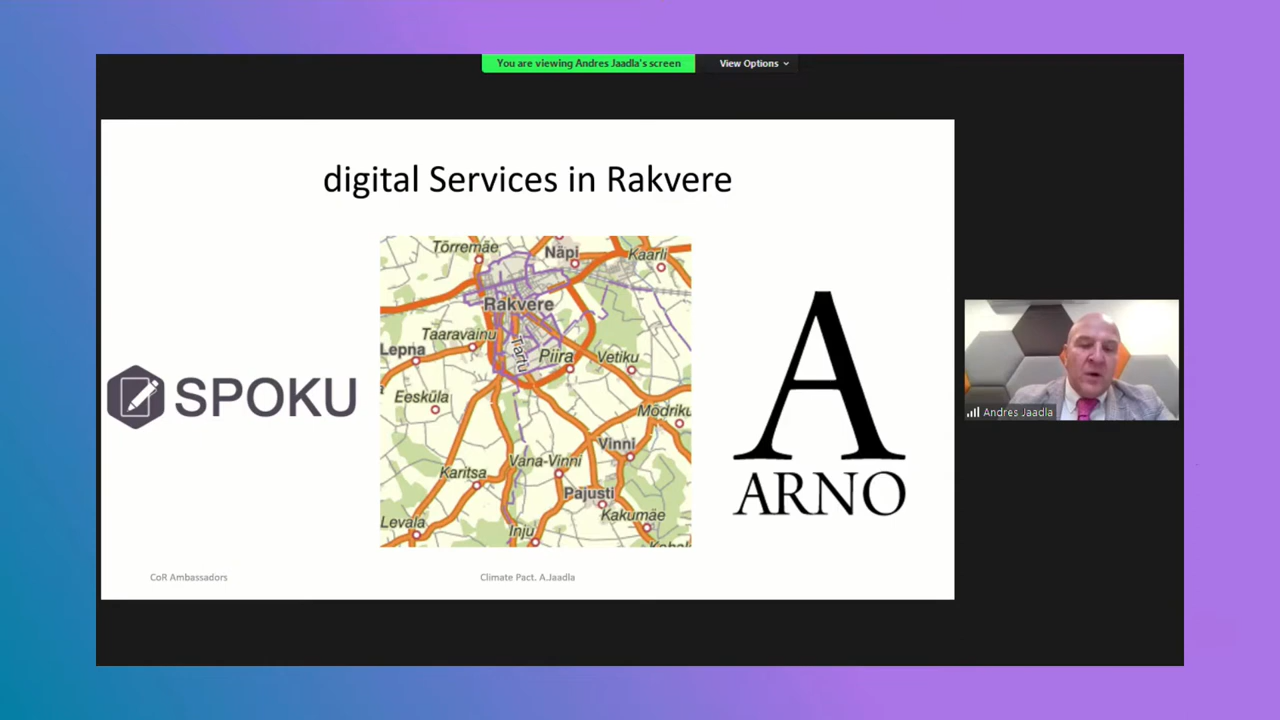 You are viewing Andres Jaadla's screen
View Options
digital Services in Rakvere
Tõrremäe
Näpi
Kaarli
Rakvere
Taaravainu
Tartu
Lepna
Piira
Vetiku
Eesküla
Mõdriku
Vinni
Vana-Vinni
Karitsa
Pajusti
Kakumäe
Levala
Inju
SPOKU
A
ARNO
Andres Jaadla
CoR Ambassadors
Climate Pact. A.Jaadla